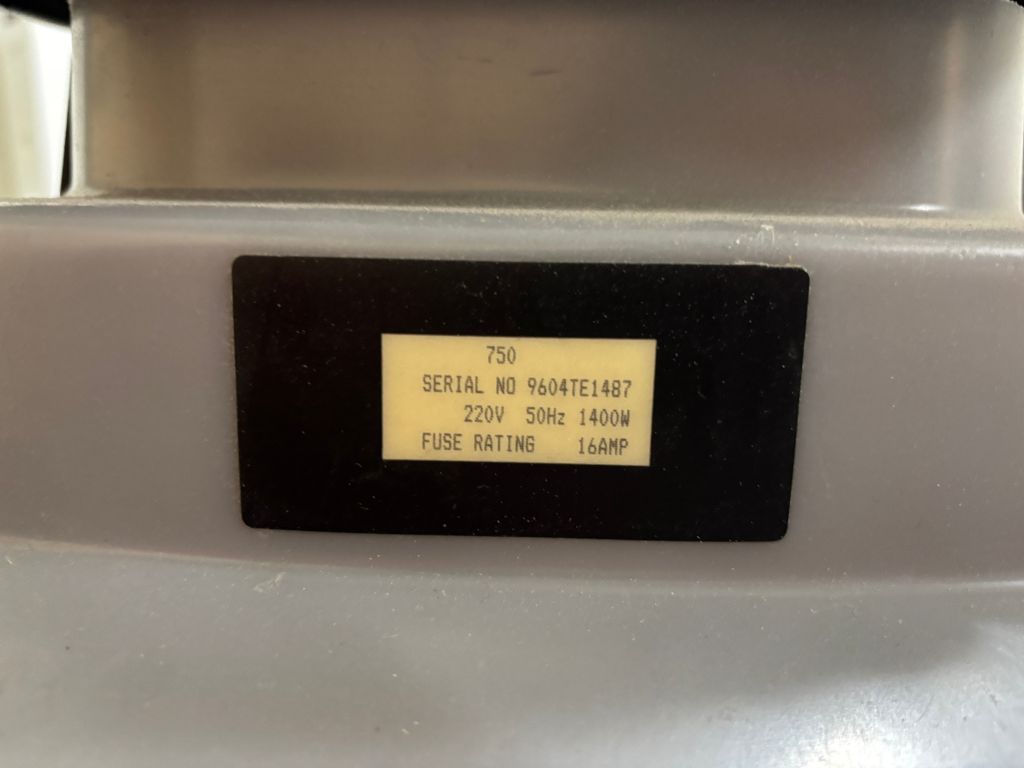 750
SERIAL NO 9604TE1487
220V 50Hz 1400W
FUSE RATING 16AMP